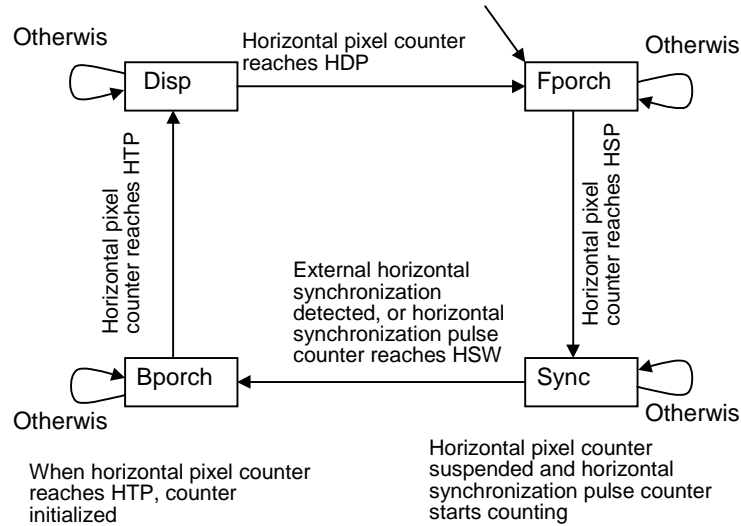 Otherwis
Disp
Horizontal pixel counter
reaches HDP
Fporch
Otherwis
Horizontal pixel
counter reaches HTP
Horizontal pixel
counter reaches HSP
External horizontal
synchronization
detected, or horizontal
synchronization pulse
counter reaches HSW
Bporch
Otherwis
Sync
Otherwis
When horizontal pixel counter
reaches HTP, counter
initialized
Horizontal pixel counter
suspended and horizontal
synchronization pulse counter
starts counting